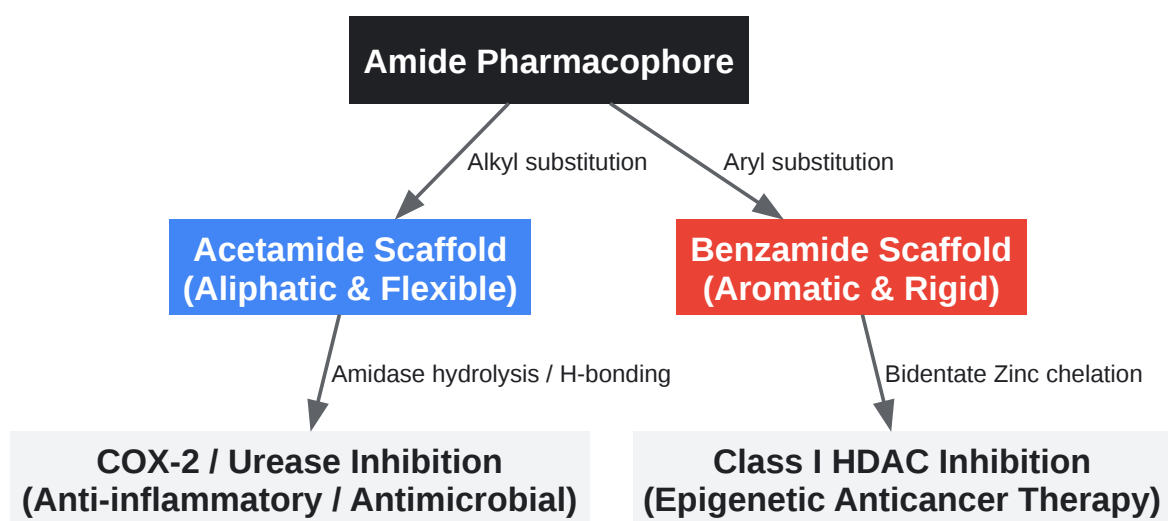 Amide Pharmacophore
Alkyl substitution
Aryl substitution
Acetamide Scaffold
(Aliphatic & Flexible)
Benzamide Scaffold
(Aromatic & Rigid)
Amidase hydrolysis / H-bonding
Bidentate Zinc chelation
COX-2 / Urease Inhibition
(Anti-inflammatory / Antimicrobial)
Class I HDAC Inhibition
(Epigenetic Anticancer Therapy)